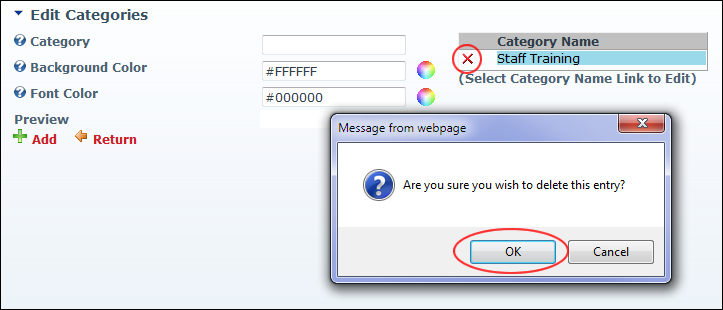 Edit Categories
Category
Background Color #FFFFFF
Font Color #000000
Preview
Add Return
Category Name
Staff Training
(Select Category Name Link to Edit)
Message from webpage
Are you sure you wish to delete this entry?
OK Cancel